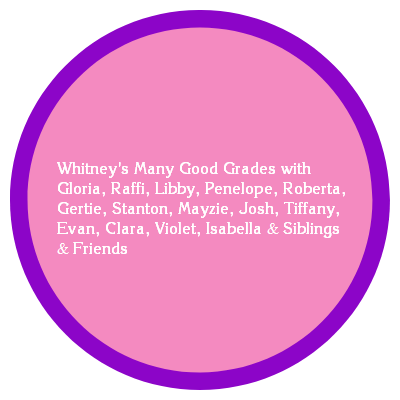 Whitney's Many Good Grades with
Gloria, Raffi, Libby, Penelope, Roberta,
Gertie, Stanton, Mayzie, Josh, Tiffany,
Evan, Clara, Violet, Isabella & Siblings
& Friends